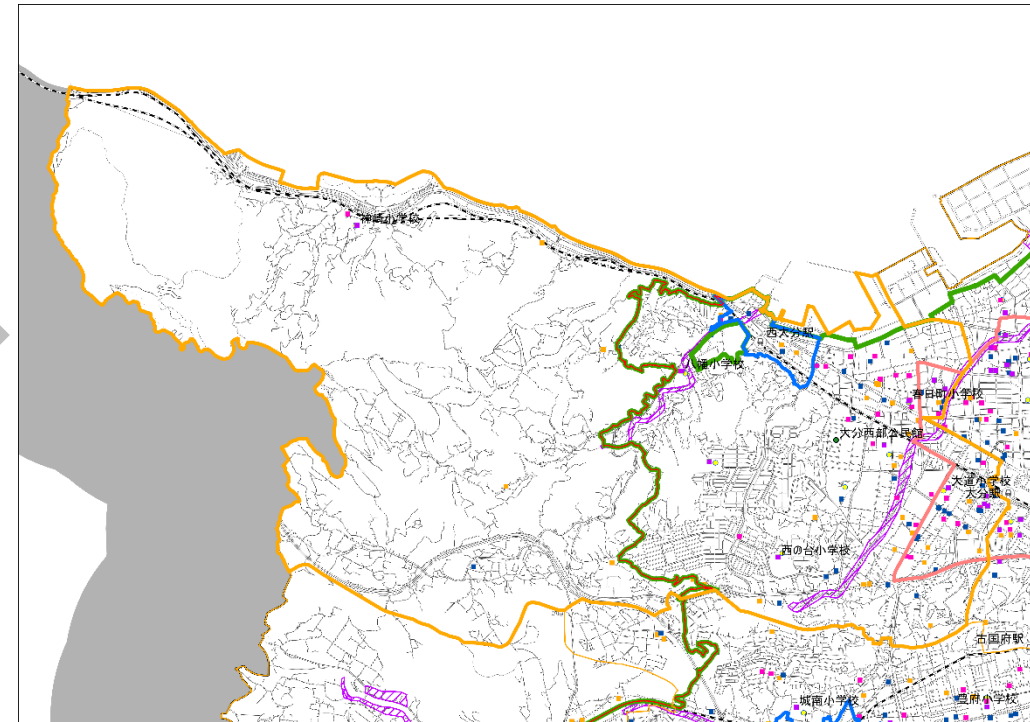 神崎小学校
西大分駅
八幡小学校
春日町小学校
大分西部公民館
大道小学校
大分駅
西の台小学校
古国府駅
城南小学校
豊府小学校